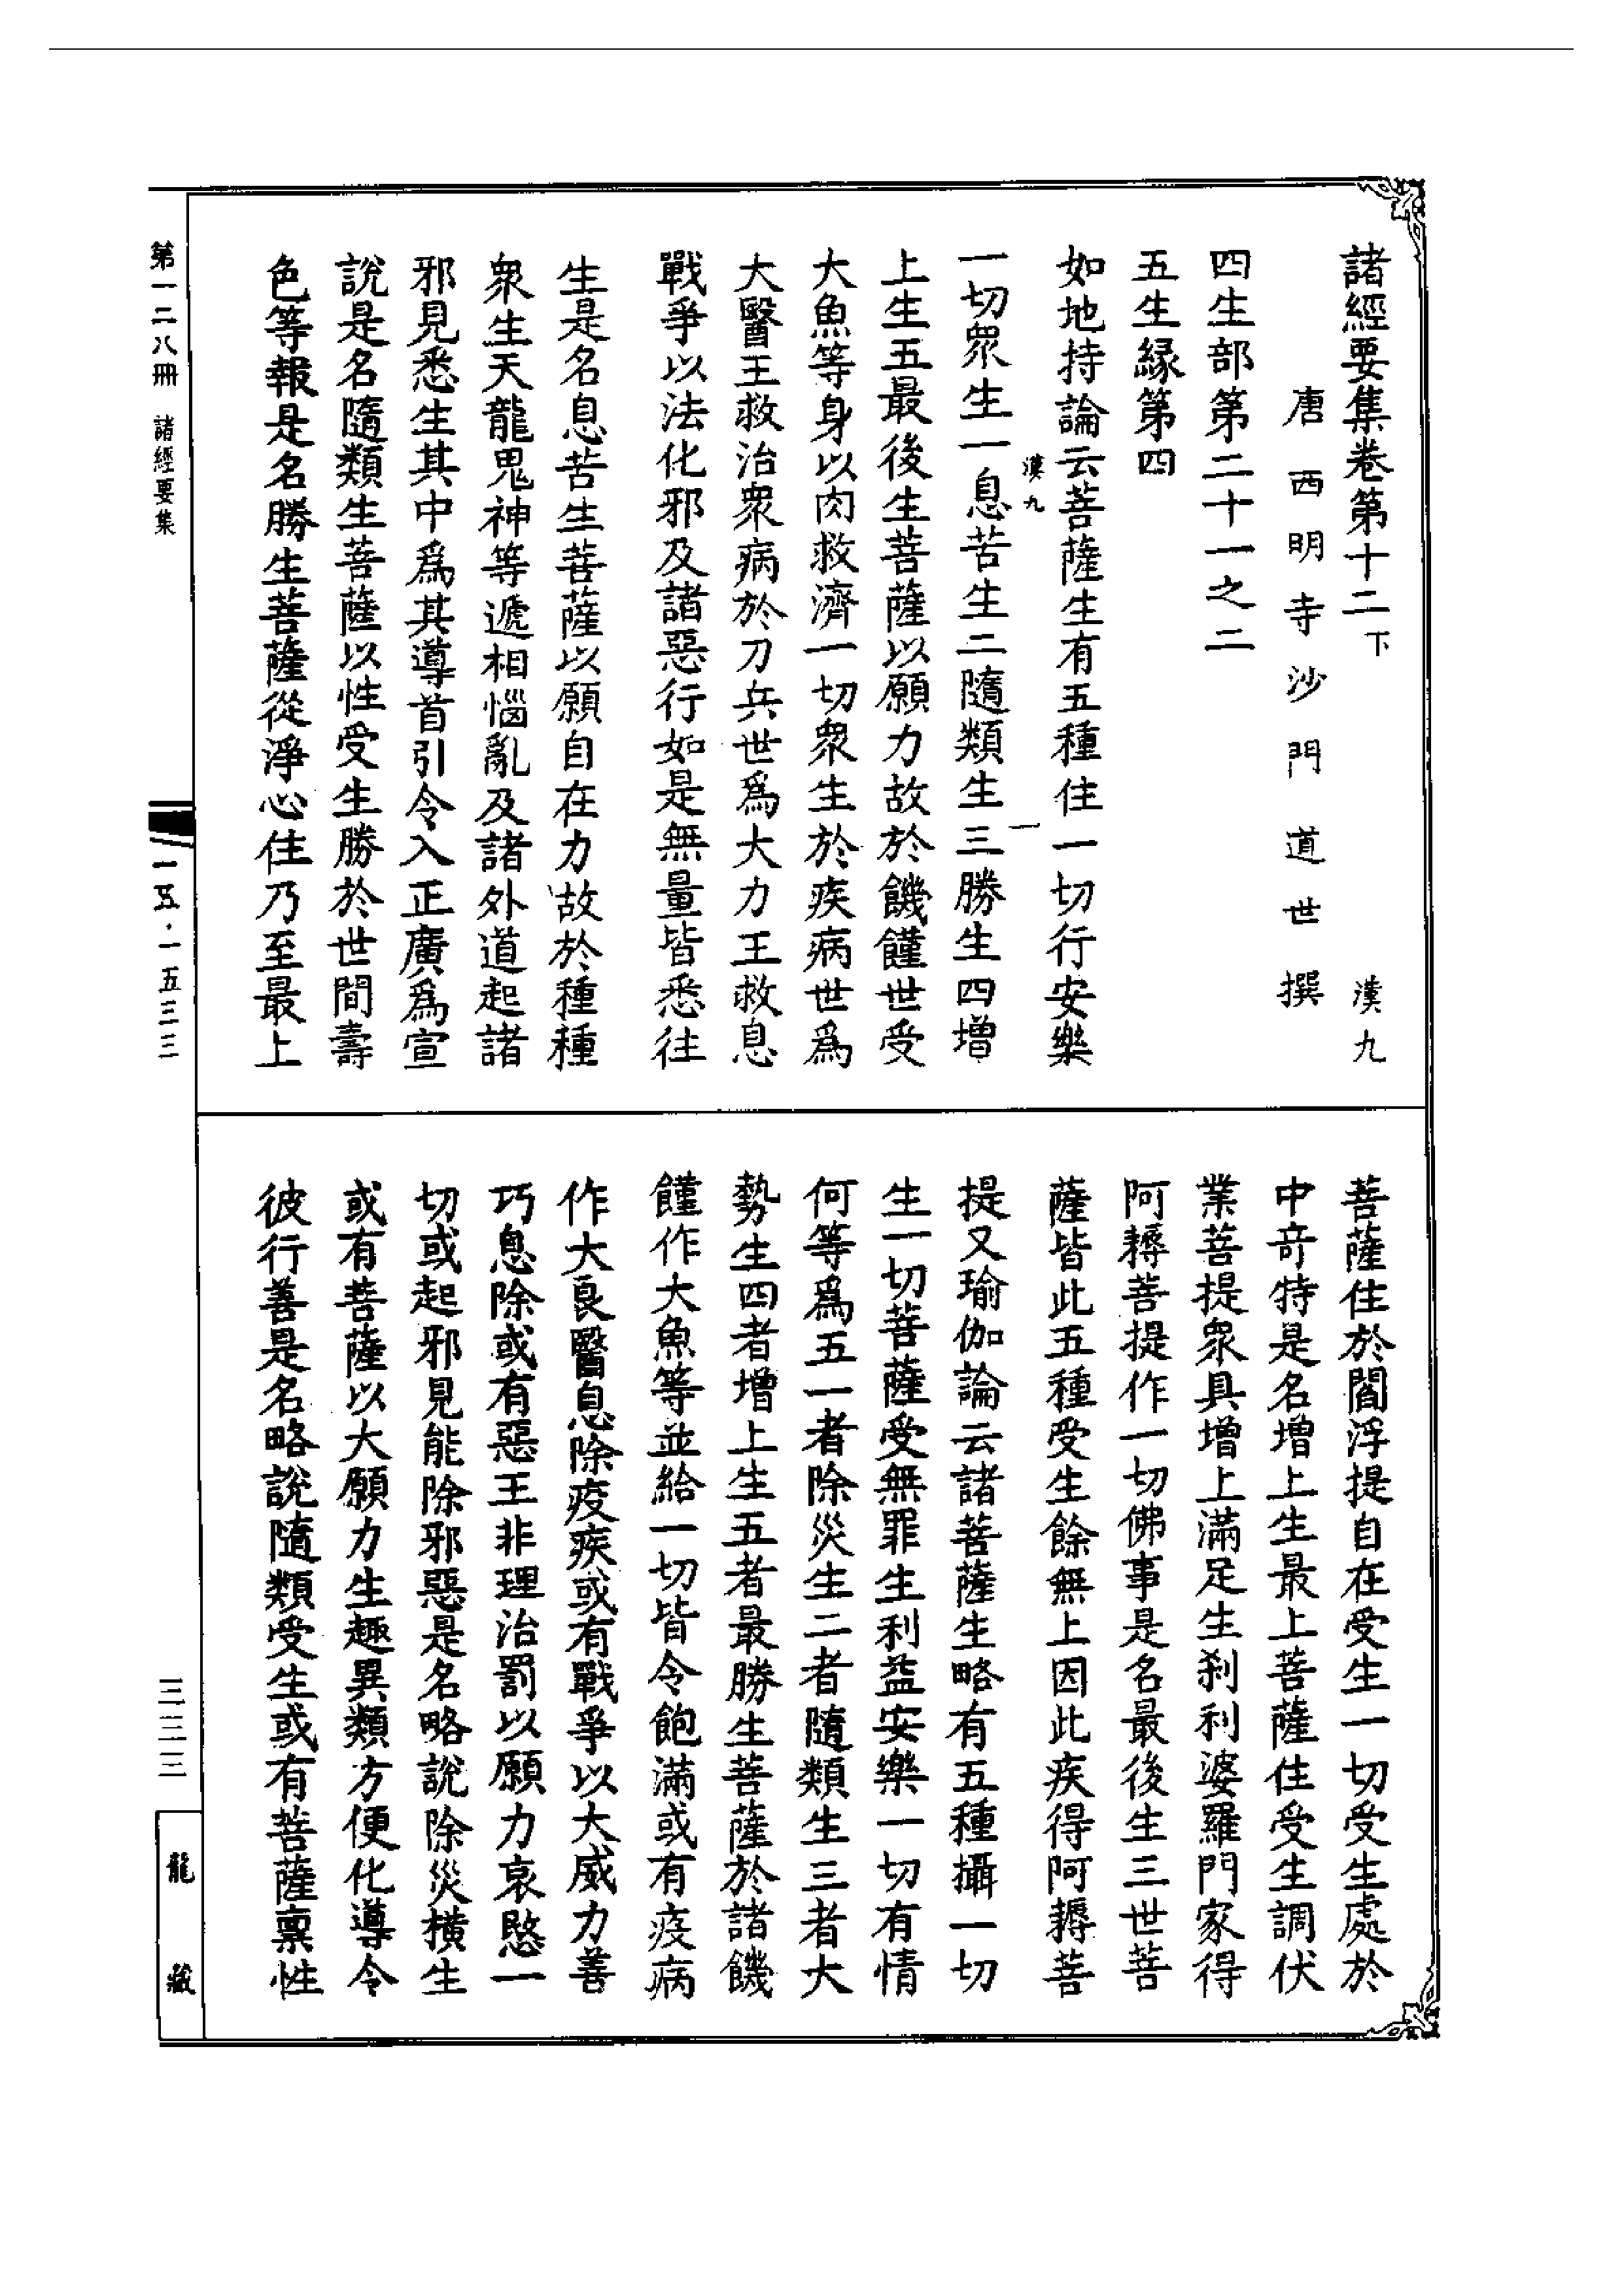 諸經要集卷第十二下　漢九
唐西明寺沙門道世撰
四生部第二十一之二
五生緣第四
如地持論云菩薩生有五種住一切行安樂
漢九　一
一切眾生一息苦生二隨類生三勝生四增
上生五最後生菩薩以願力故於饑饉世受
大魚等身以肉救濟一切眾生於疾病世為
大醫王救治眾病於刀兵世為大力王救息
戰爭以法化邪及諸惡行如是無量皆悉往
生是名息苦生菩薩以願自在力故於種種
眾生天龍鬼神等遞相惱亂及諸外道起諸
邪見悉生其中為其導首引令入正廣為宣
說是名隨類生菩薩以性受生勝於世間壽
色等報是名勝生菩薩從淨心住乃至最上
菩薩住於閻浮提自在受生一切受生處於
中奇特是名增上生最上菩薩住受生調伏
業菩提眾具增上滿足生剎利婆羅門家得
阿耨菩提作一切佛事是名最後生三世菩
薩皆此五種受生餘無上因此疾得阿耨菩
提又瑜伽論云諸菩薩生略有五種攝一切
生一切菩薩受無罪生利益安樂一切有情
何等為五一者除災生二者隨類生三者大
勢生四者增上生五者最勝生菩薩於諸饑
饉作大魚等並給一切皆令飽滿或有疫病
作大良醫息除疫疾或有戰爭以大威力善
巧息除或有惡王非理治罰以願力哀愍一
切或起邪見能除邪惡是名略說除災橫生
或有菩薩以大願力生趣異類方便化導令
彼行善是名略說隨類受生或有菩薩稟性
第一二八冊　諸經要集
一五·一五三三
三三三
龍藏